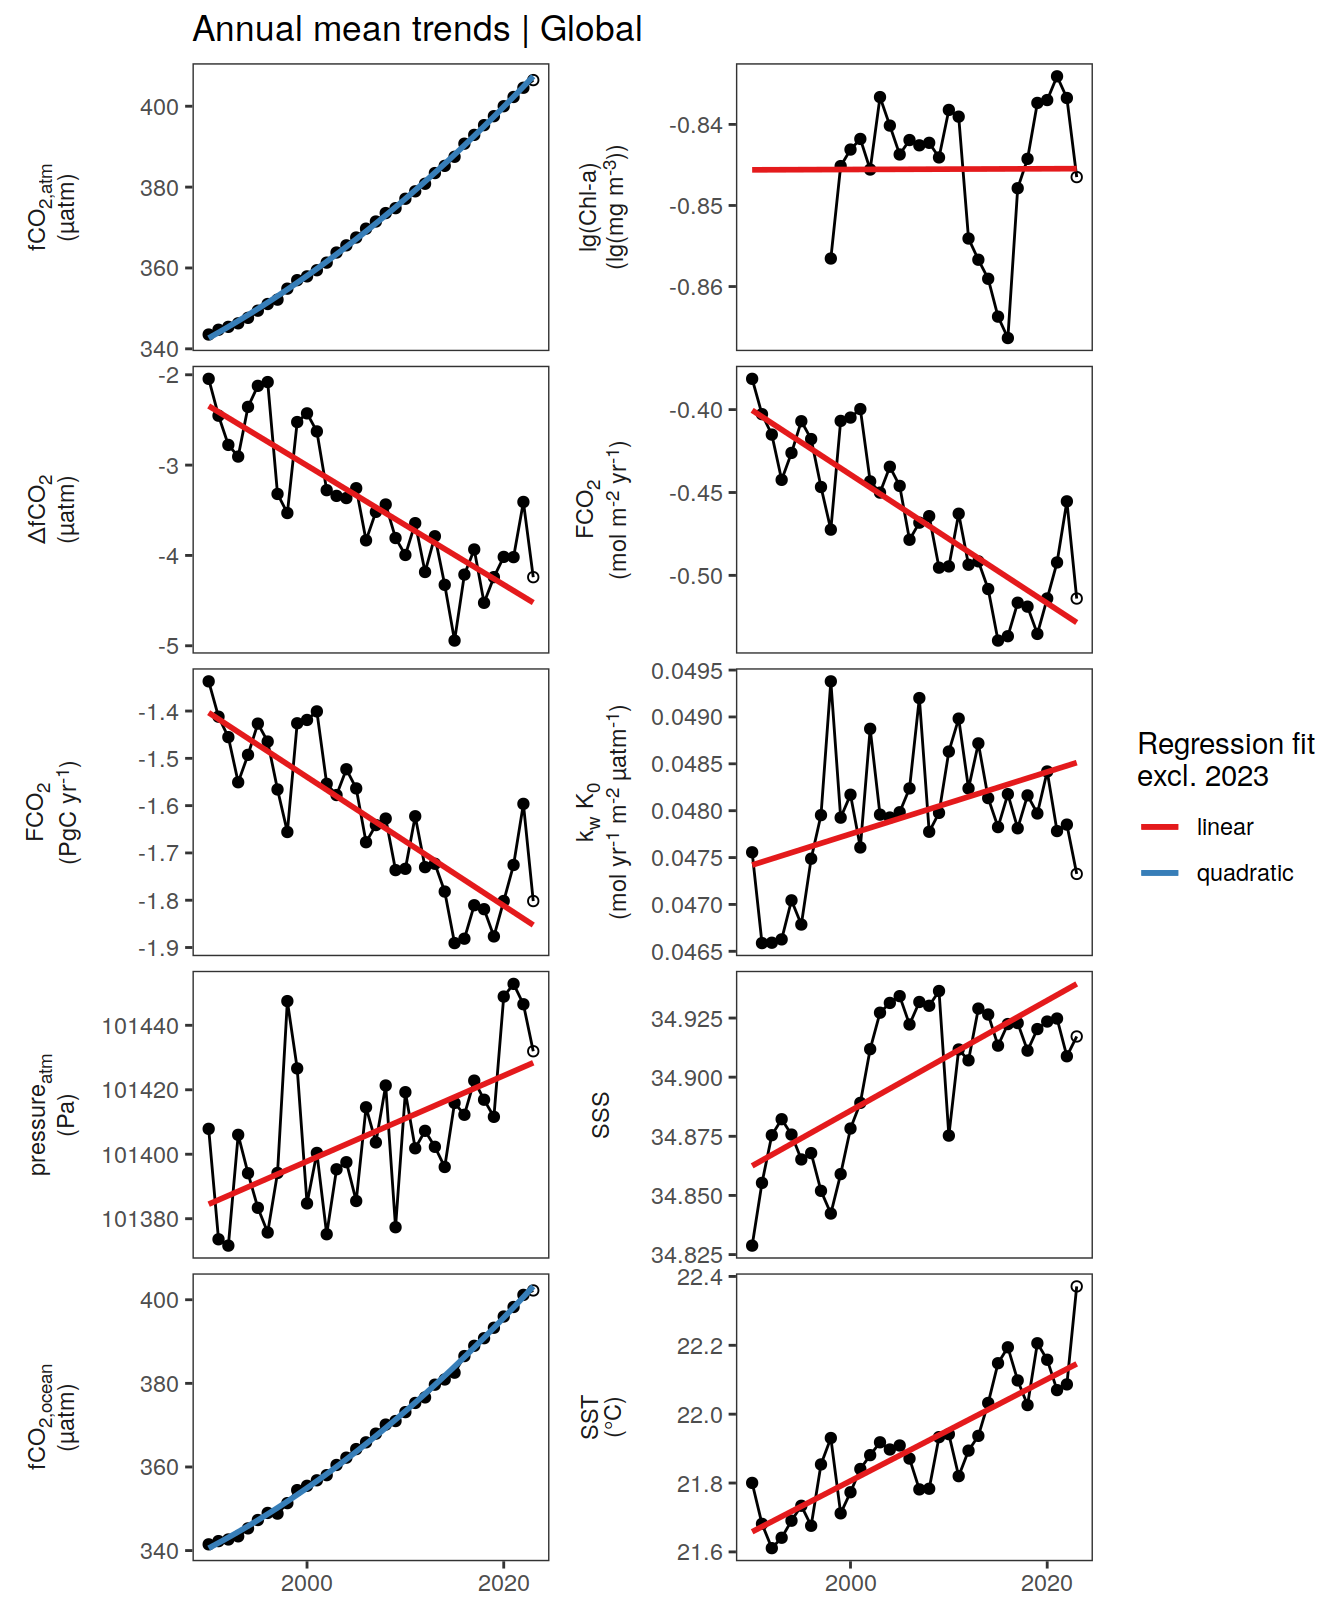 Annual mean trends | Global
fCO2,atm
(µatm)
400
380
360
340
lg(Chl-a)
(lg(mg m-3))
-0.84
-0.85
-0.86
ΔfCO2
(µatm)
-2
-3
-4
-5
FCO2
(mol m-2 yr-1)
-0.40
-0.45
-0.50
FCO2
(PgC yr-1)
-1.4
-1.5
-1.6
-1.7
-1.8
-1.9
kw K0
(mol yr-1 m-2 µatm-1)
0.0495
0.0490
0.0485
0.0480
0.0475
0.0470
0.0465
pressureatm
(Pa)
101440
101420
101400
101380
SSS
34.925
34.900
34.875
34.850
34.825
fCO2,ocean
(µatm)
400
380
360
340
2000
2020
SST
(°C)
22.4
22.2
22.0
21.8
21.6
2000
2020
Regression fit
excl. 2023
linear
quadratic